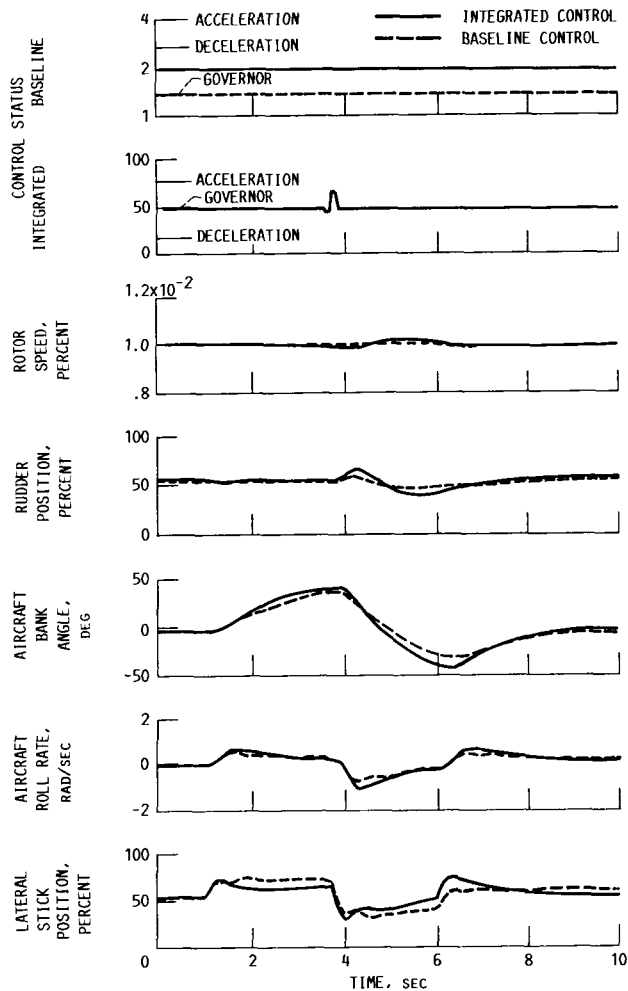 INTEGRATED CONTROL
BASELINE CONTROL
CONTROL STATUS
BASELINE
4
2
1
ACCELERATION
DECELERATION
GOVERNOR
INTEGRATED
100
50
0
ACCELERATION
GOVERNOR
DECELERATION
ROTOR
SPEED,
PERCENT
1.2x10-2
1.0
.8
RUDDER
POSITION,
PERCENT
100
50
0
AIRCRAFT
BANK
ANGLE,
DEG
50
0
-50
AIRCRAFT
ROLL RATE,
RAD/SEC
2
0
-2
LATERAL
STICK
POSITION,
PERCENT
100
50
0 2 4 6 8 10
TIME, SEC